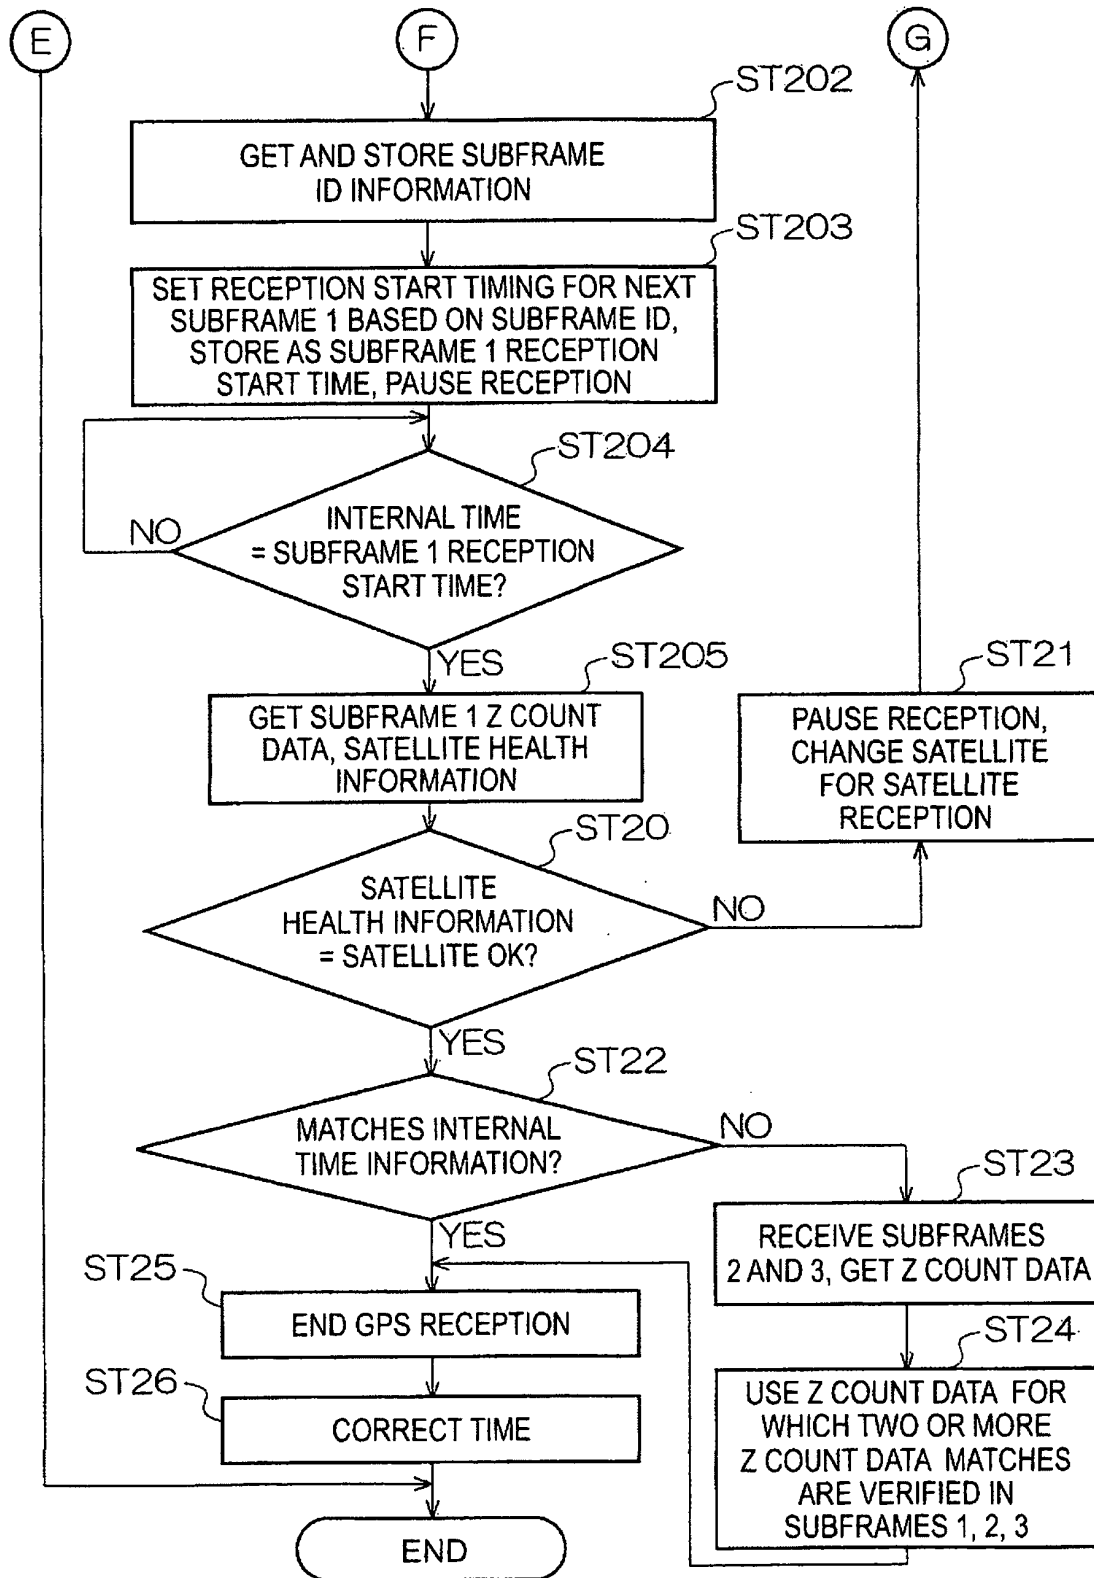 E
F
G
ST202
GET AND STORE SUBFRAME
ID INFORMATION
ST203
SET RECEPTION START TIMING FOR NEXT
SUBFRAME 1 BASED ON SUBFRAME ID,
STORE AS SUBFRAME 1 RECEPTION
START TIME, PAUSE RECEPTION
ST204
INTERNAL TIME
= SUBFRAME 1 RECEPTION
START TIME?
NO
YES
ST205
GET SUBFRAME 1 Z COUNT
DATA, SATELLITE HEALTH
INFORMATION
ST21
PAUSE RECEPTION,
CHANGE SATELLITE
FOR SATELLITE
RECEPTION
ST20
SATELLITE
HEALTH INFORMATION
= SATELLITE OK?
NO
YES
ST22
MATCHES INTERNAL
TIME INFORMATION?
NO
YES
ST23
RECEIVE SUBFRAMES
2 AND 3, GET Z COUNT DATA
ST24
USE Z COUNT DATA FOR
WHICH TWO OR MORE
Z COUNT DATA MATCHES
ARE VERIFIED IN
SUBFRAMES 1, 2, 3
ST25
END GPS RECEPTION
ST26
CORRECT TIME
END